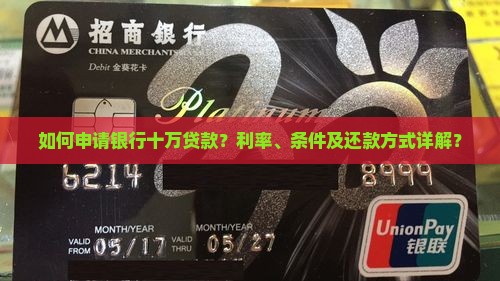 招商银行
CHINA MERCHANTS BANK
Debit 金葵花卡
Platinum
如何申请银行十万贷款？利率、条件及还款方式详解？
6214 8999
MONTH/YEAR MONTH/YEAR
VALID FROM 05/17 VALID THRU 05/27
UnionPay
银联